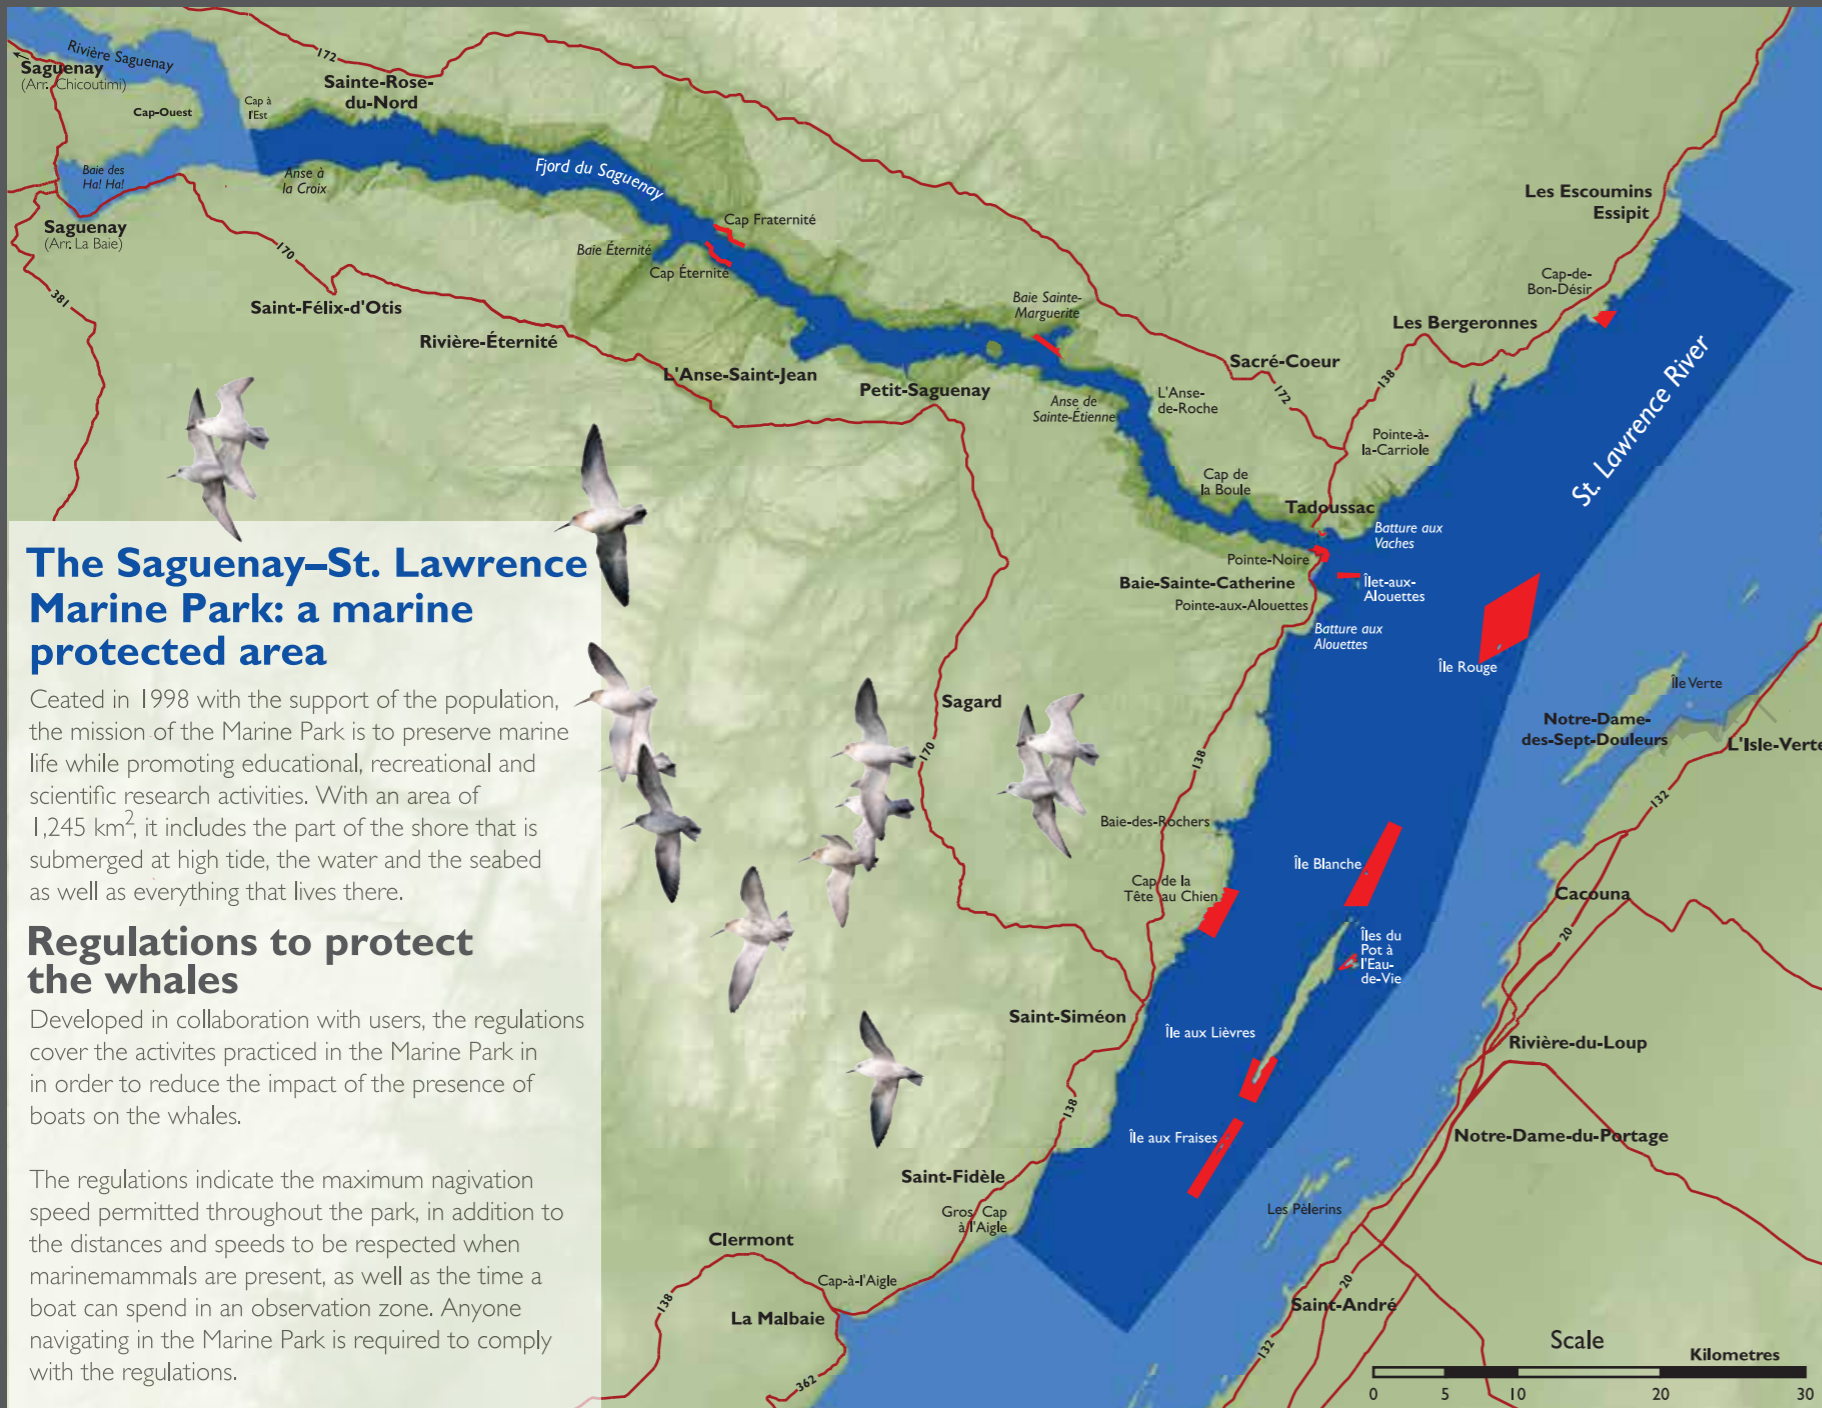 Rivière Saguenay
Saguenay
(Arr. Chicoutimi)
172
Sainte-Rose-
du-Nord
Cap-Ouest
Cap à
l'Est
Baie des
Ha! Ha!
Anse à
la Croix
Fjord du Saguenay
Saguenay
(Arr. La Baie)
170
381
Cap Fraternité
Baie Éternité
Cap Éternité
Saint-Félix-d'Otis
Rivière-Éternité
L'Anse-Saint-Jean
Petit-Saguenay
Baie Sainte-
Marguerite
Anse de
Sainte-Étienne
L'Anse-
de-Roche
Sacré-Coeur
172
138
Les Escoumins
Essipit
Cap-de-
Bon-Désir
Les Bergeronnes
St. Lawrence River
Pointe-à-
la-Carriole
Cap de
la Boule
Tadoussac
Batture aux
Vaches
Pointe-Noire
Baie-Sainte-Catherine
Îlet-aux-
Alouettes
Pointe-aux-Alouettes
Batture aux
Alouettes
Île Rouge
Île Verte
Notre-Dame-
des-Sept-Douleurs
L'Isle-Verte
132
Sagard
170
138
Baie-des-Rochers
Île Blanche
Cap de la
Tête au Chien
Cacouna
20
Îles du
Pot à
l'Eau-
de-Vie
Saint-Siméon
Île aux Lièvres
Rivière-du-Loup
138
Île aux Fraises
Notre-Dame-du-Portage
Saint-Fidèle
Gros Cap
à l'Aigle
Les Pèlerins
Clermont
Cap-à-l'Aigle
138
La Malbaie
20
Saint-André
132
362
Scale
Kilometres
0 5 10 20 30
The Saguenay–St. Lawrence
Marine Park: a marine
protected area
Ceated in 1998 with the support of the population,
the mission of the Marine Park is to preserve marine
life while promoting educational, recreational and
scientific research activities. With an area of
1,245 km², it includes the part of the shore that is
submerged at high tide, the water and the seabed
as well as everything that lives there.
Regulations to protect
the whales
Developed in collaboration with users, the regulations
cover the activites practiced in the Marine Park in
in order to reduce the impact of the presence of
boats on the whales.
The regulations indicate the maximum nagivation
speed permitted throughout the park, in addition to
the distances and speeds to be respected when
marinemammals are present, as well as the time a
boat can spend in an observation zone. Anyone
navigating in the Marine Park is required to comply
with the regulations.